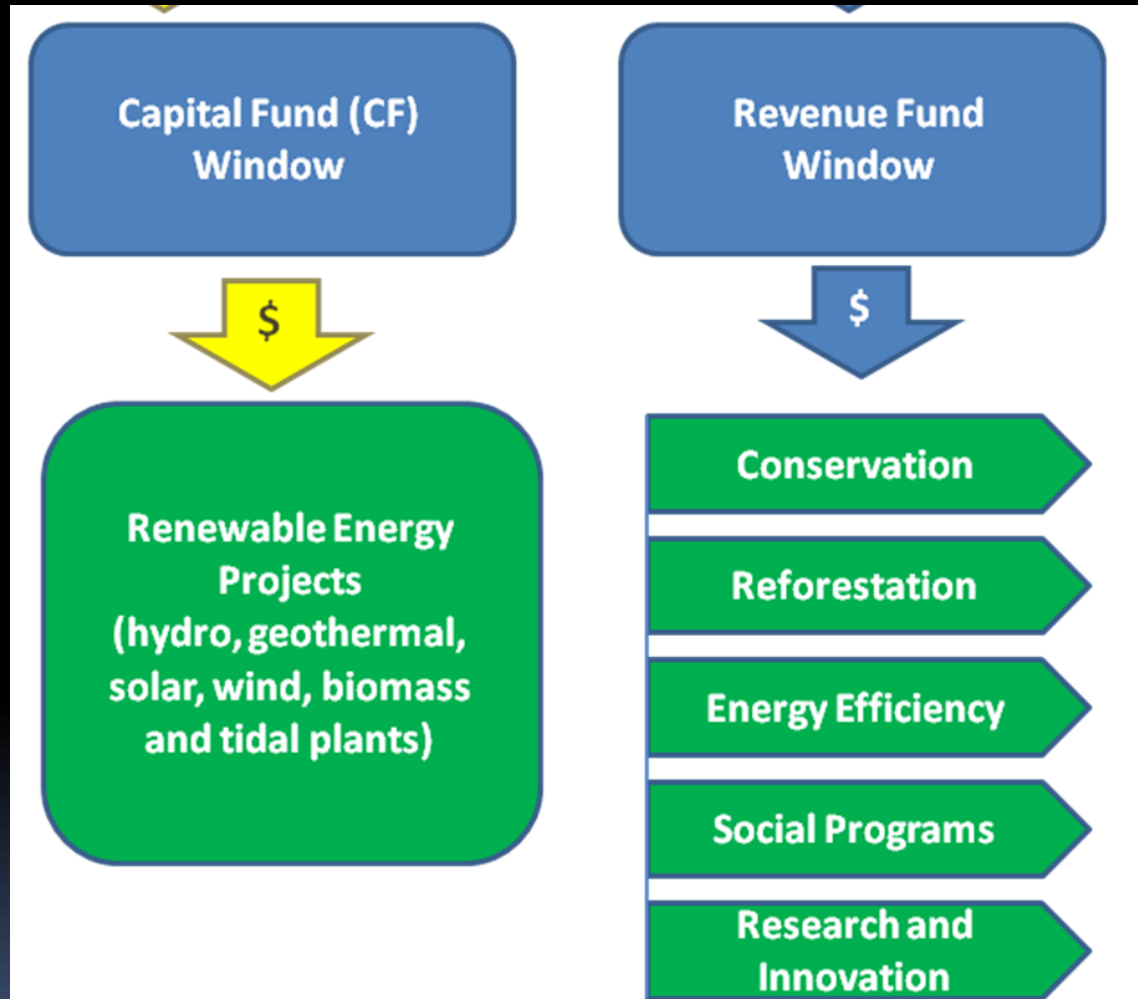 Capital Fund (CF)
Window
Revenue Fund
Window
$
$
Renewable Energy
Projects
(hydro, geothermal,
solar, wind, biomass
and tidal plants)
Conservation
Reforestation
Energy Efficiency
Social Programs
Research and
Innovation